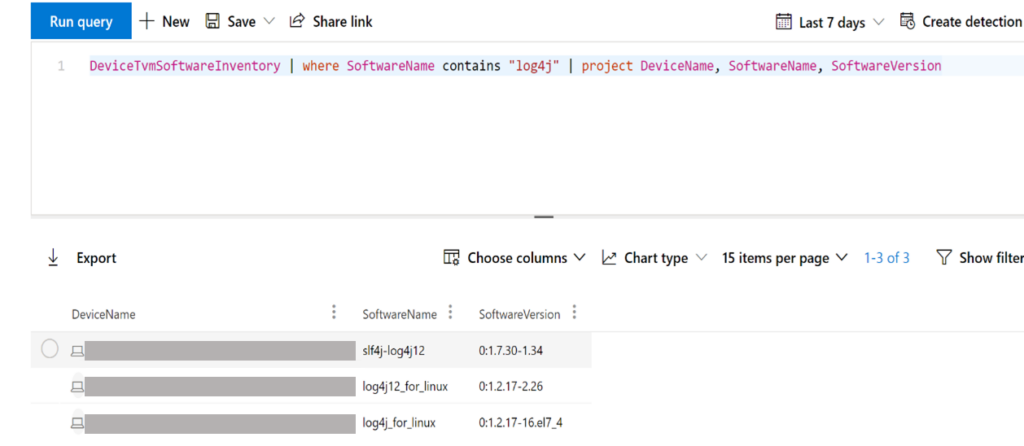 Run query New Save Share link Last 7 days Create detection
1 DeviceTvmSoftwareInventory | where SoftwareName contains "log4j" | project DeviceName, SoftwareName, SoftwareVersion
Export Choose columns Chart type 15 items per page 1-3 of 3 Show filter
DeviceName SoftwareName SoftwareVersion
slf4j-log4j12 0:1.7.30-1.34
log4j12_for_linux 0:1.2.17-2.26
log4j_for_linux 0:1.2.17-16.el7_4